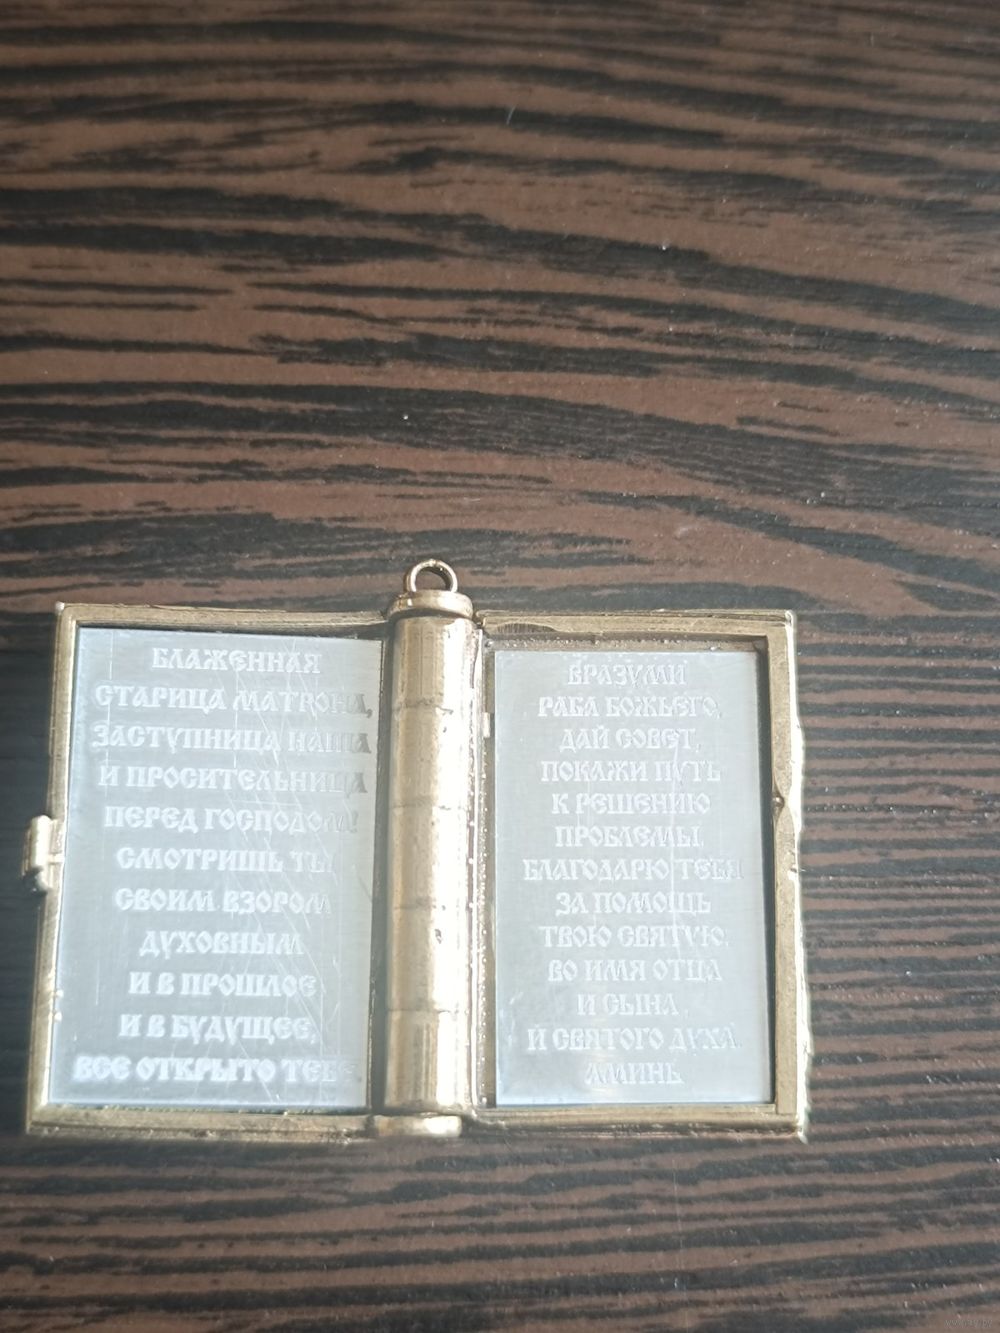 БЛАЖЕННАЯ
СТАРИЦА МАТРОНА,
ЗАСТУПНИЦА НАША
И ПРОСИТЕЛЬНИЦА
ПЕРЕД ГОСПОДОМ!
СМОТРИШЬ ТЫ
СВОИМ ВЗОРОМ
ДУХОВНЫМ
И В ПРОШЛОЕ
И В БУДУЩЕЕ,
ВСЕ ОТКРЫТО ТЕБЕ.
ВРАЗУМИ
РАБА БОЖЬЕГО,
ДАЙ СОВЕТ,
ПОКАЖИ ПУТЬ
К РЕШЕНИЮ
ПРОБЛЕМЫ.
БЛАГОДАРЮ ТЕБЯ
ЗА ПОМОЩЬ
ТВОЮ СВЯТУЮ.
ВО ИМЯ ОТЦА
И СЫНА
И СВЯТОГО ДУХА.
АМИНЬ